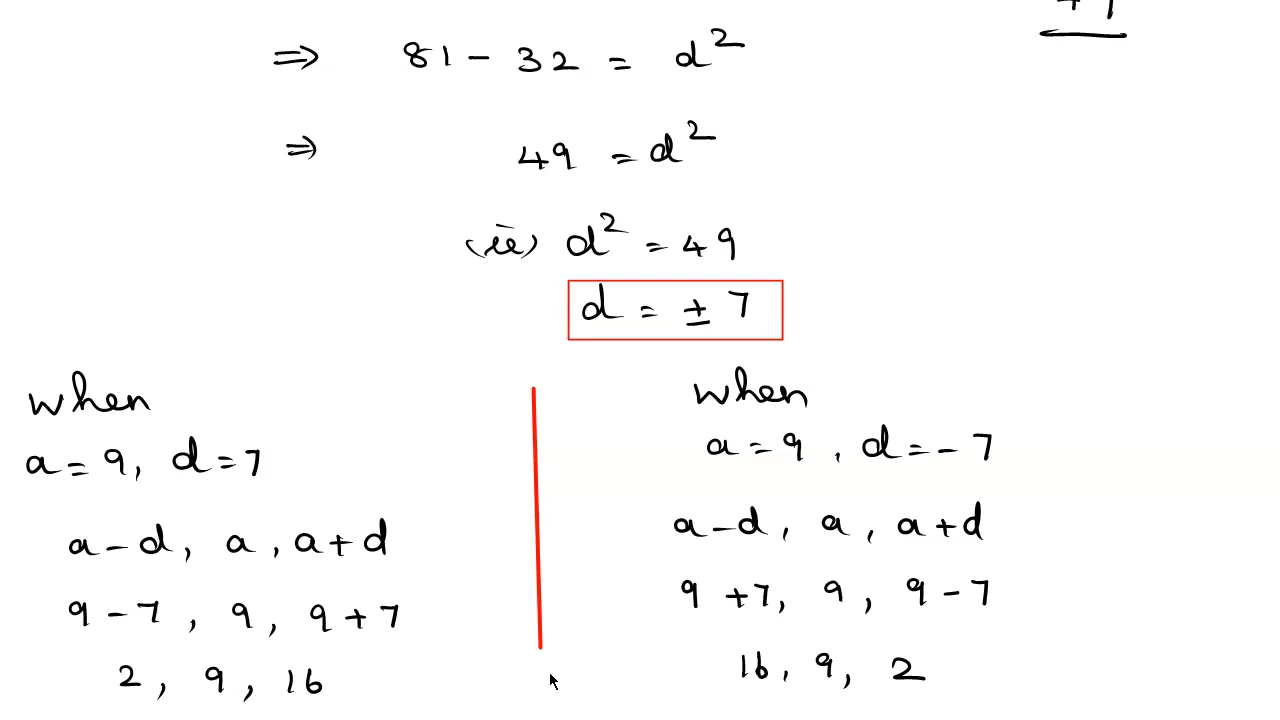 ⇒ 81 - 32 = d²
⇒ 49 = d²
(ii) d² = 49
d = ± 7
when
a = 9, d = 7
a - d, a, a + d
9 - 7, 9, 9 + 7
2, 9, 16
when
a = 9, d = - 7
a - d, a, a + d
9 + 7, 9, 9 - 7
16, 9, 2